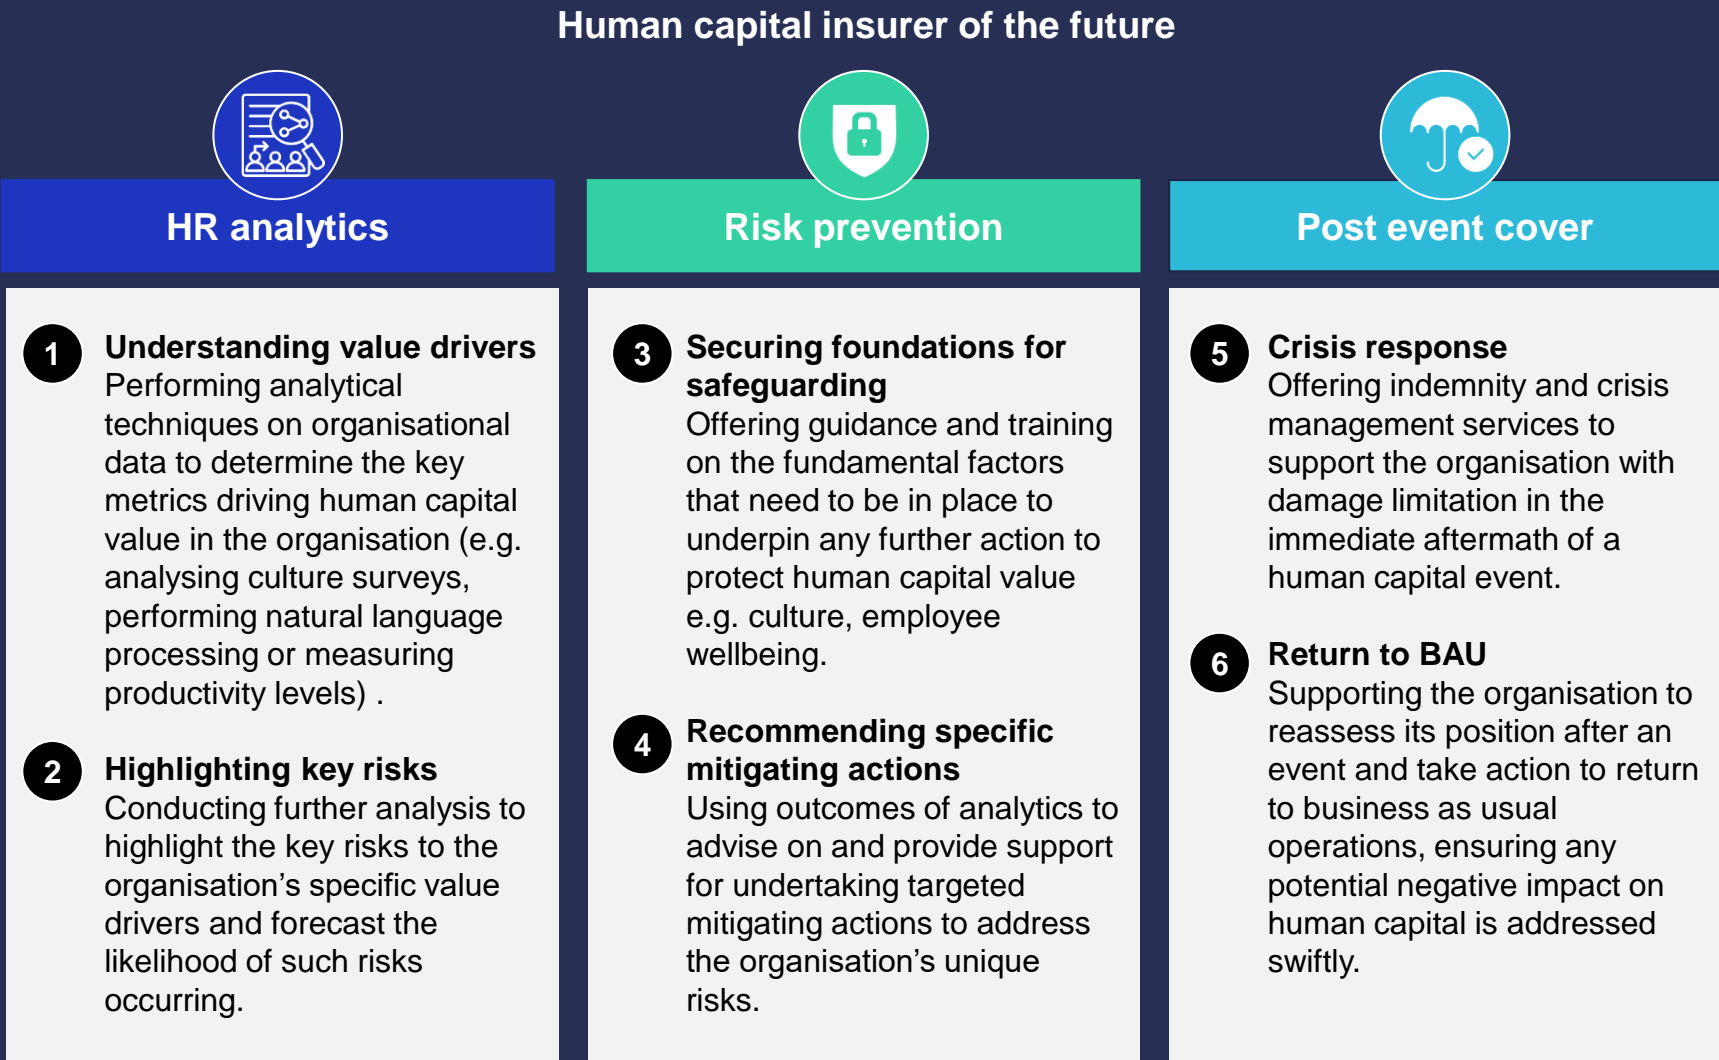 Human capital insurer of the future
HR analytics
1
Understanding value drivers
Performing analytical
techniques on organisational
data to determine the key
metrics driving human capital
value in the organisation (e.g.
analysing culture surveys,
performing natural language
processing or measuring
productivity levels) .
2
Highlighting key risks
Conducting further analysis to
highlight the key risks to the
organisation’s specific value
drivers and forecast the
likelihood of such risks
occurring.
Risk prevention
3
Securing foundations for
safeguarding
Offering guidance and training
on the fundamental factors
that need to be in place to
underpin any further action to
protect human capital value
e.g. culture, employee
wellbeing.
4
Recommending specific
mitigating actions
Using outcomes of analytics to
advise on and provide support
for undertaking targeted
mitigating actions to address
the organisation’s unique
risks.
Post event cover
5
Crisis response
Offering indemnity and crisis
management services to
support the organisation with
damage limitation in the
immediate aftermath of a
human capital event.
6
Return to BAU
Supporting the organisation to
reassess its position after an
event and take action to return
to business as usual
operations, ensuring any
potential negative impact on
human capital is addressed
swiftly.